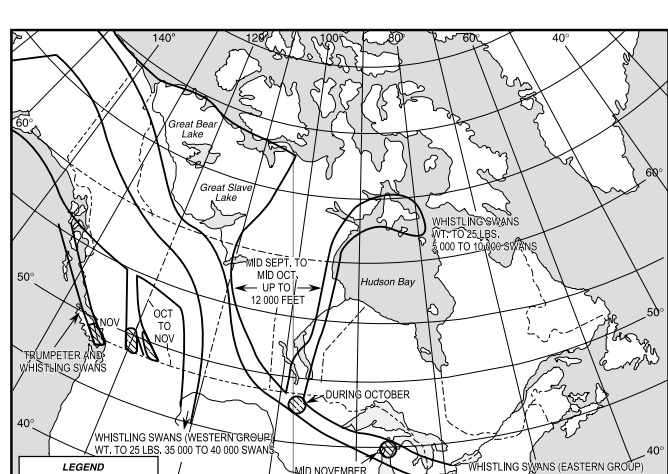 140° 120° 100° 80° 60° 40°
Great Bear
Lake
60°
Great Slave
Lake
60°
WHISTLING SWANS
WT. TO 25 LBS.
5 000 TO 10 000 SWANS
MID SEPT. TO
MID OCT.
UP TO
12 000 FEET
Hudson Bay
50°
OCT
TO
NOV
NOV
50°
TRUMPETER AND
WHISTLING SWANS
DURING OCTOBER
40°
WHISTLING SWANS (WESTERN GROUP)
WT. TO 25 LBS. 35 000 TO 40 000 SWANS
40°
LEGEND
MID NOVEMBER
WHISTLING SWANS (EASTERN GROUP)